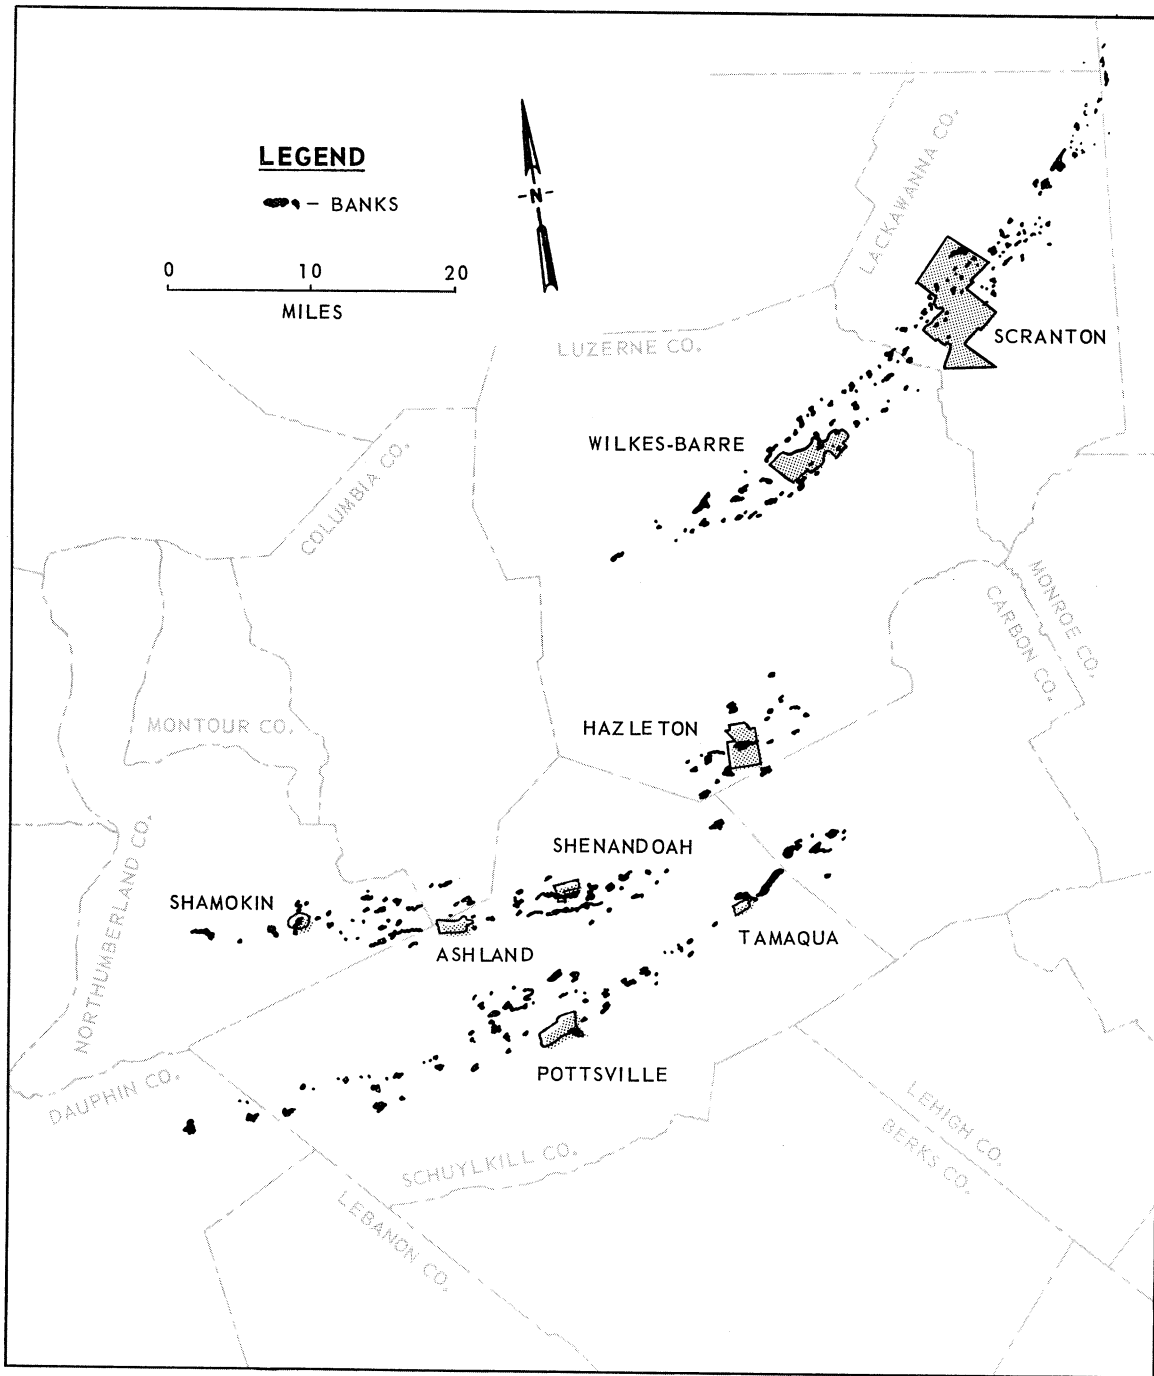 LEGEND
- BANKS
N
0 10 20
MILES
LACKAWANNA CO.
SCRANTON
LUZERNE CO.
WILKES-BARRE
COLUMBIA CO.
MONROE CO.
CARBON CO.
MONTOUR CO.
HAZLETON
SHENANDOAH
NORTHUMBERLAND CO.
SHAMOKIN
ASHLAND
TAMAQUA
POTTSVILLE
DAUPHIN CO.
SCHUYLKILL CO.
LEHIGH CO.
BERKS CO.
LEBANON CO.